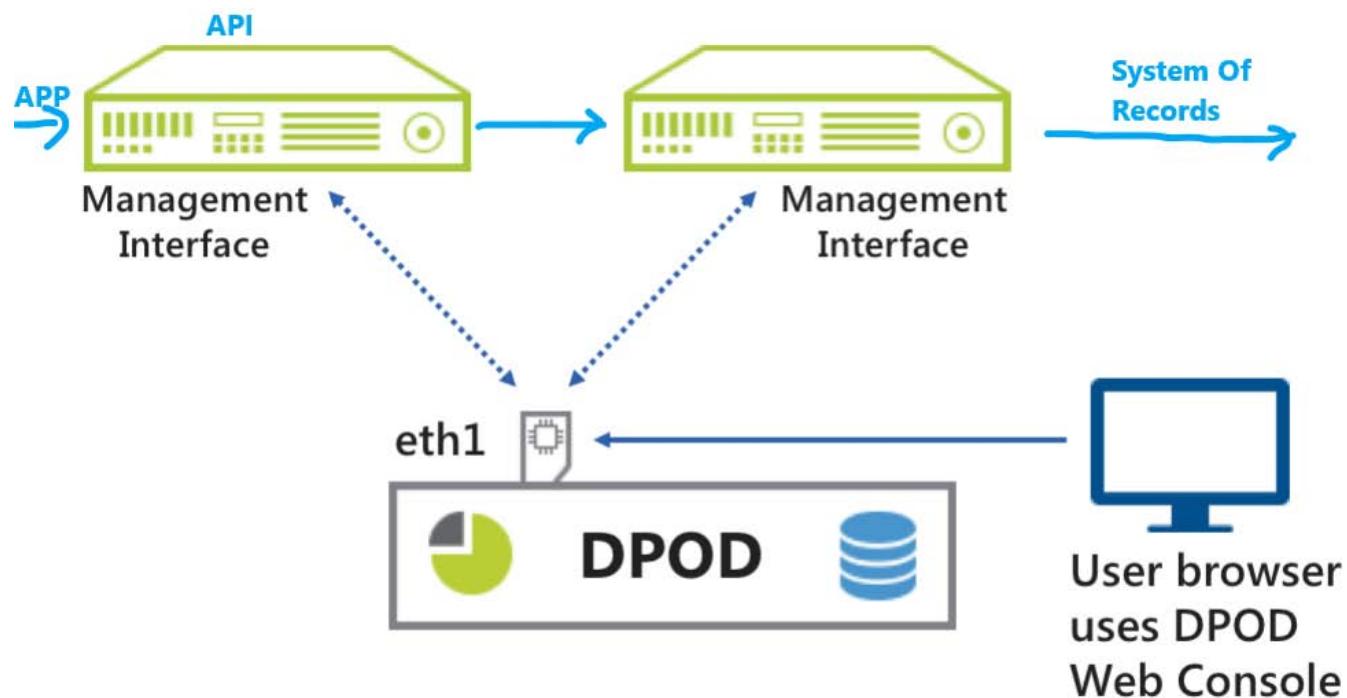 API
APP
System Of
Records
Management
Interface
Management
Interface
eth1
DPOD
User browser
uses DPOD
Web Console